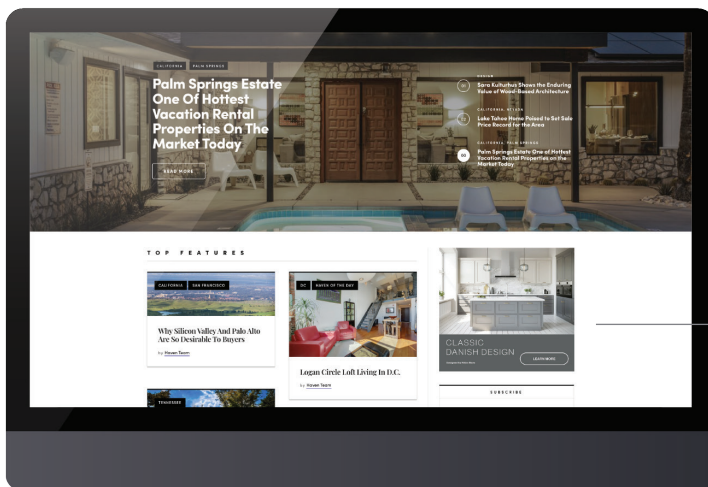 CALIFORNIA PALM SPRINGS
Palm Springs Estate
One Of Hottest
Vacation Rental
Properties On The
Market Today
READ MORE
DESIGN
Sara Kulturhus Shows the Enduring
Value of Wood-Based Architecture
CALIFORNIA, NEVADA
Lake Tahoe Home Poised to Set Sale
Price Record for the Area
CALIFORNIA, PALM SPRINGS
Palm Springs Estate One of Hottest
Vacation Rental Properties on the
Market Today
TOP FEATURES
CALIFORNIA SAN FRANCISCO
Why Silicon Valley And Palo Alto
Are So Desirable To Buyers
by Haven Team
TENNESSEE
DC HAVEN OF THE DAY
Logan Circle Loft Living In D.C.
by Haven Team
CLASSIC
DANISH DESIGN
LEARN MORE
SUBSCRIBE